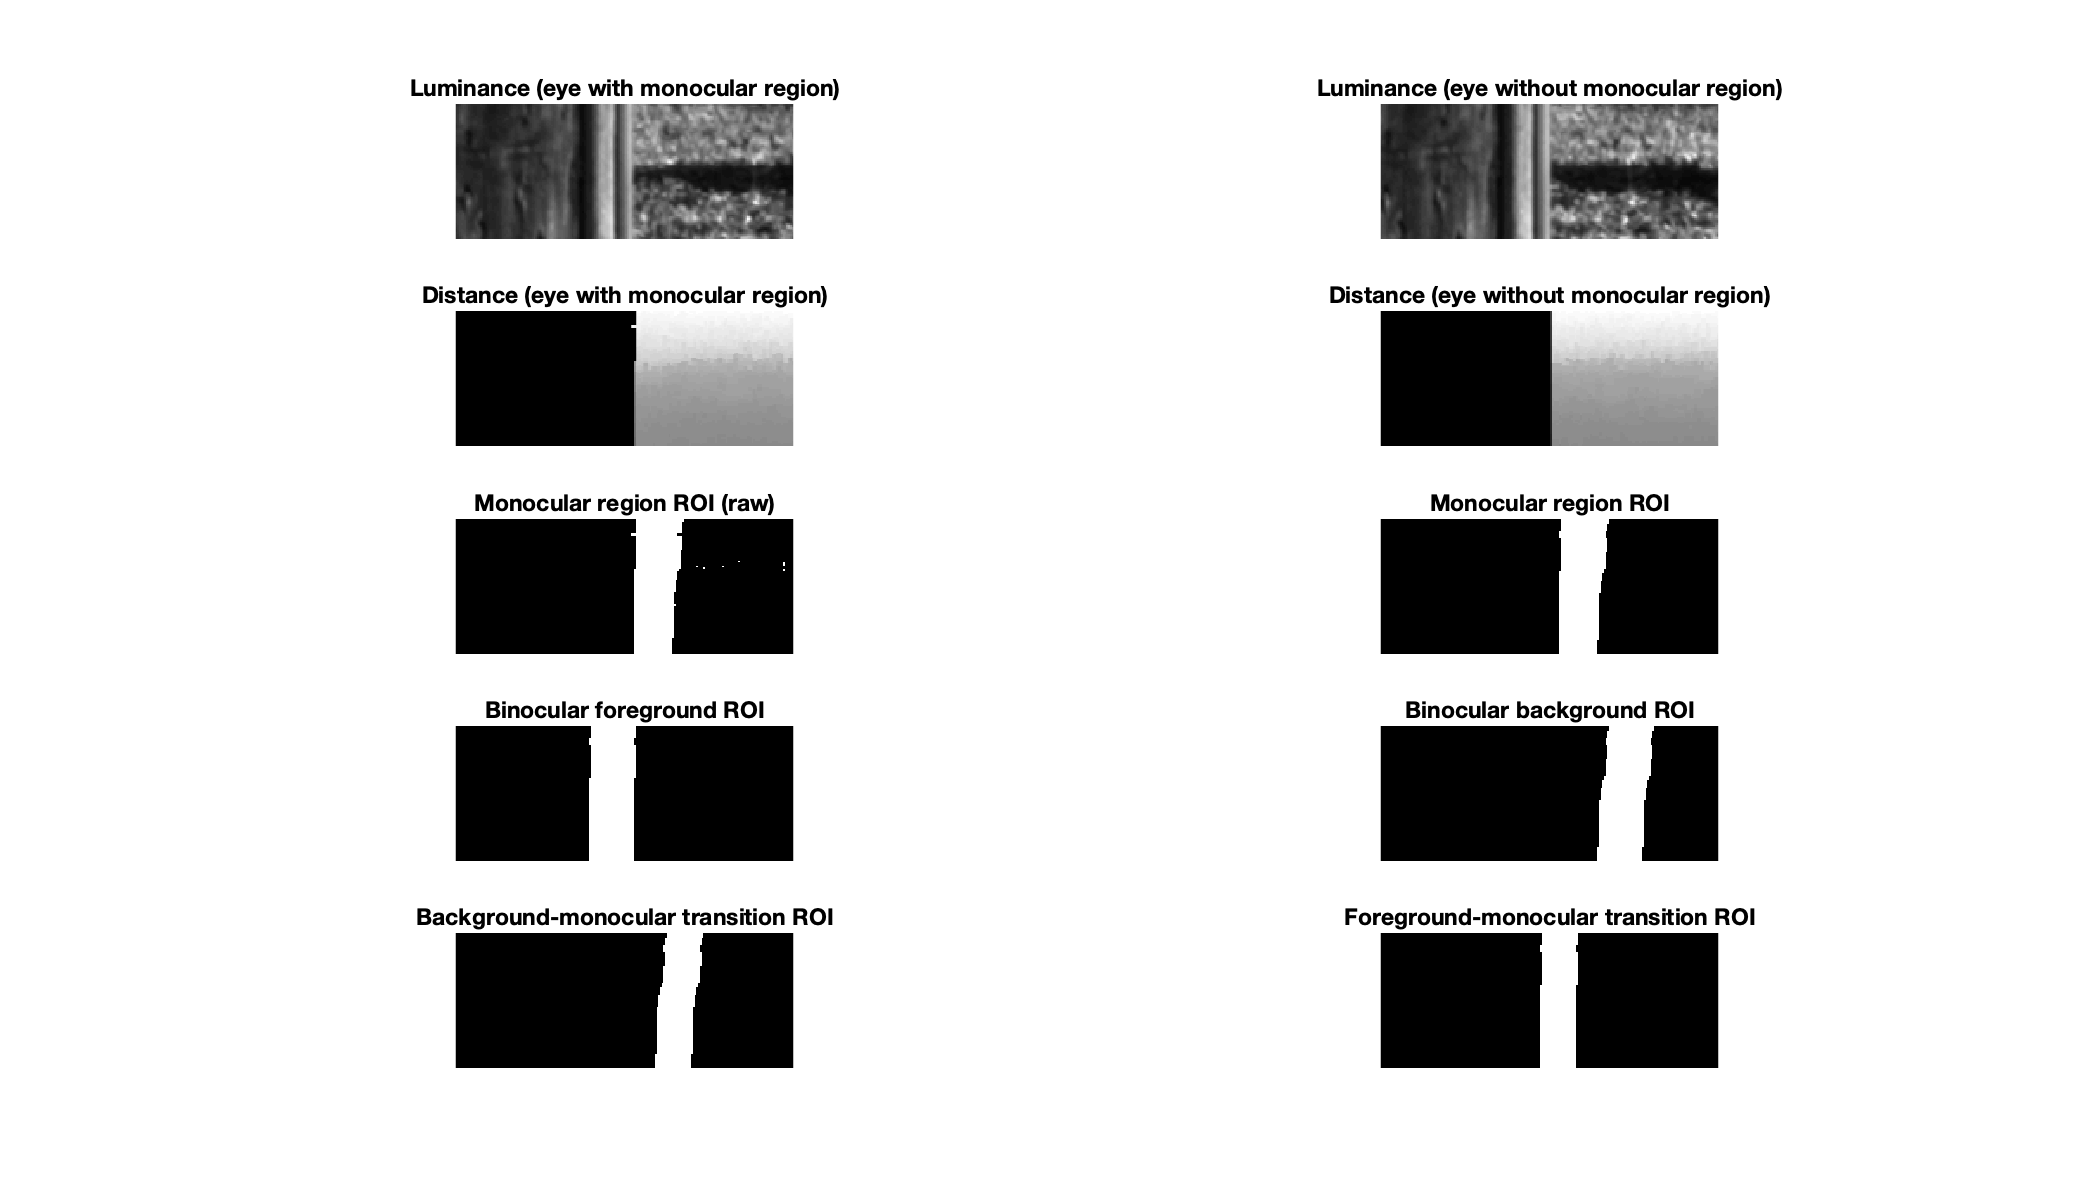 Luminance (eye with monocular region)
Luminance (eye without monocular region)
Distance (eye with monocular region)
Distance (eye without monocular region)
Monocular region ROI (raw)
Monocular region ROI
Binocular foreground ROI
Binocular background ROI
Background-monocular transition ROI
Foreground-monocular transition ROI